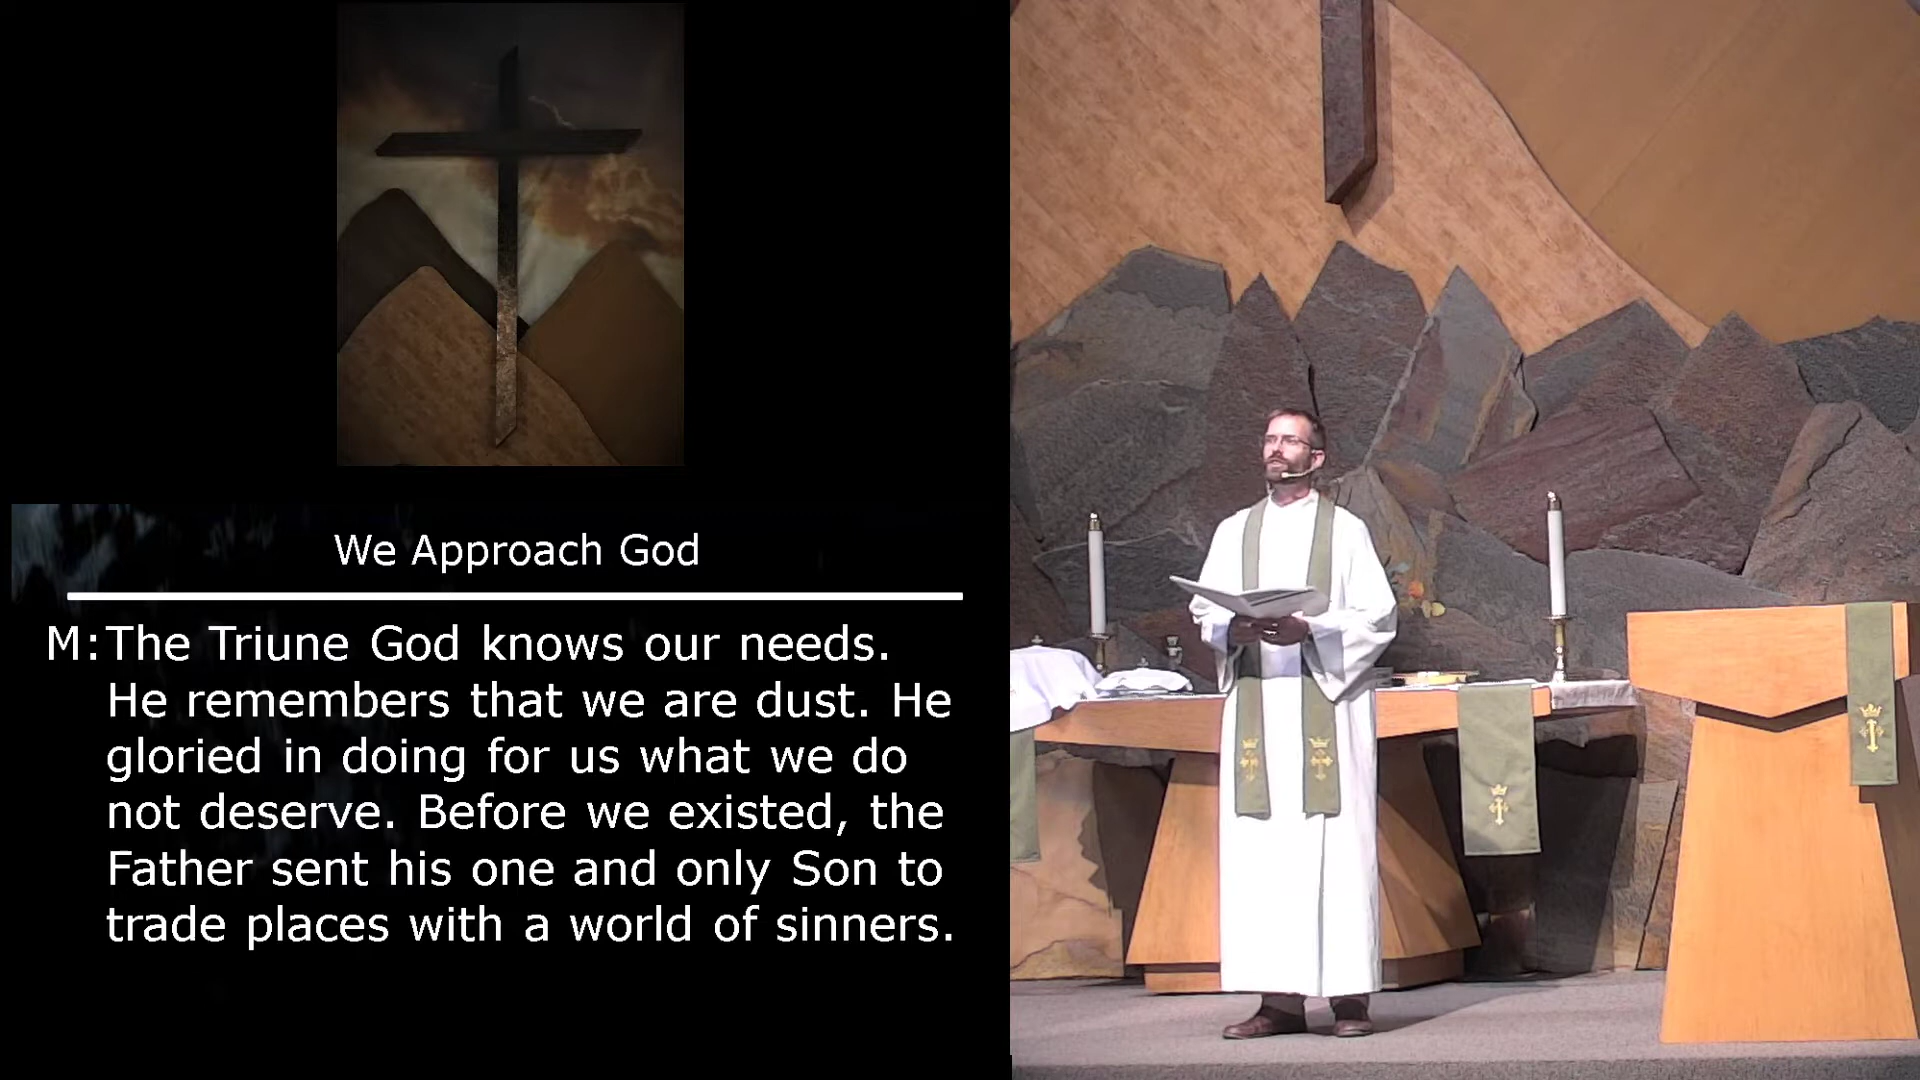 We Approach God
M: The Triune God knows our needs.
He remembers that we are dust. He
gloried in doing for us what we do
not deserve. Before we existed, the
Father sent his one and only Son to
trade places with a world of sinners.